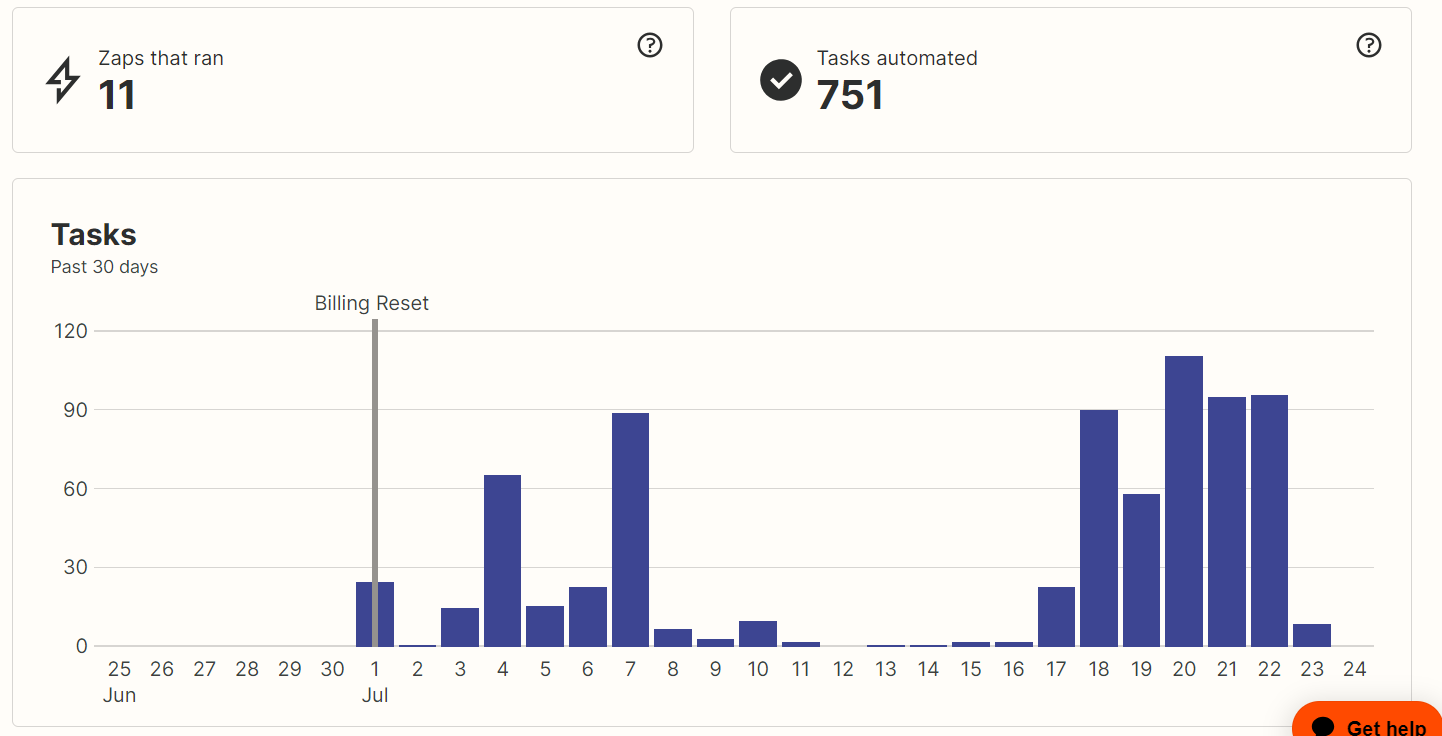 Zaps that ran
11
Tasks automated
751
Tasks
Past 30 days
Billing Reset
120
90
60
30
0
25 26 27 28 29 30 1 2 3 4 5 6 7 8 9 10 11 12 13 14 15 16 17 18 19 20 21 22 23 24
Jun Jul
Get help